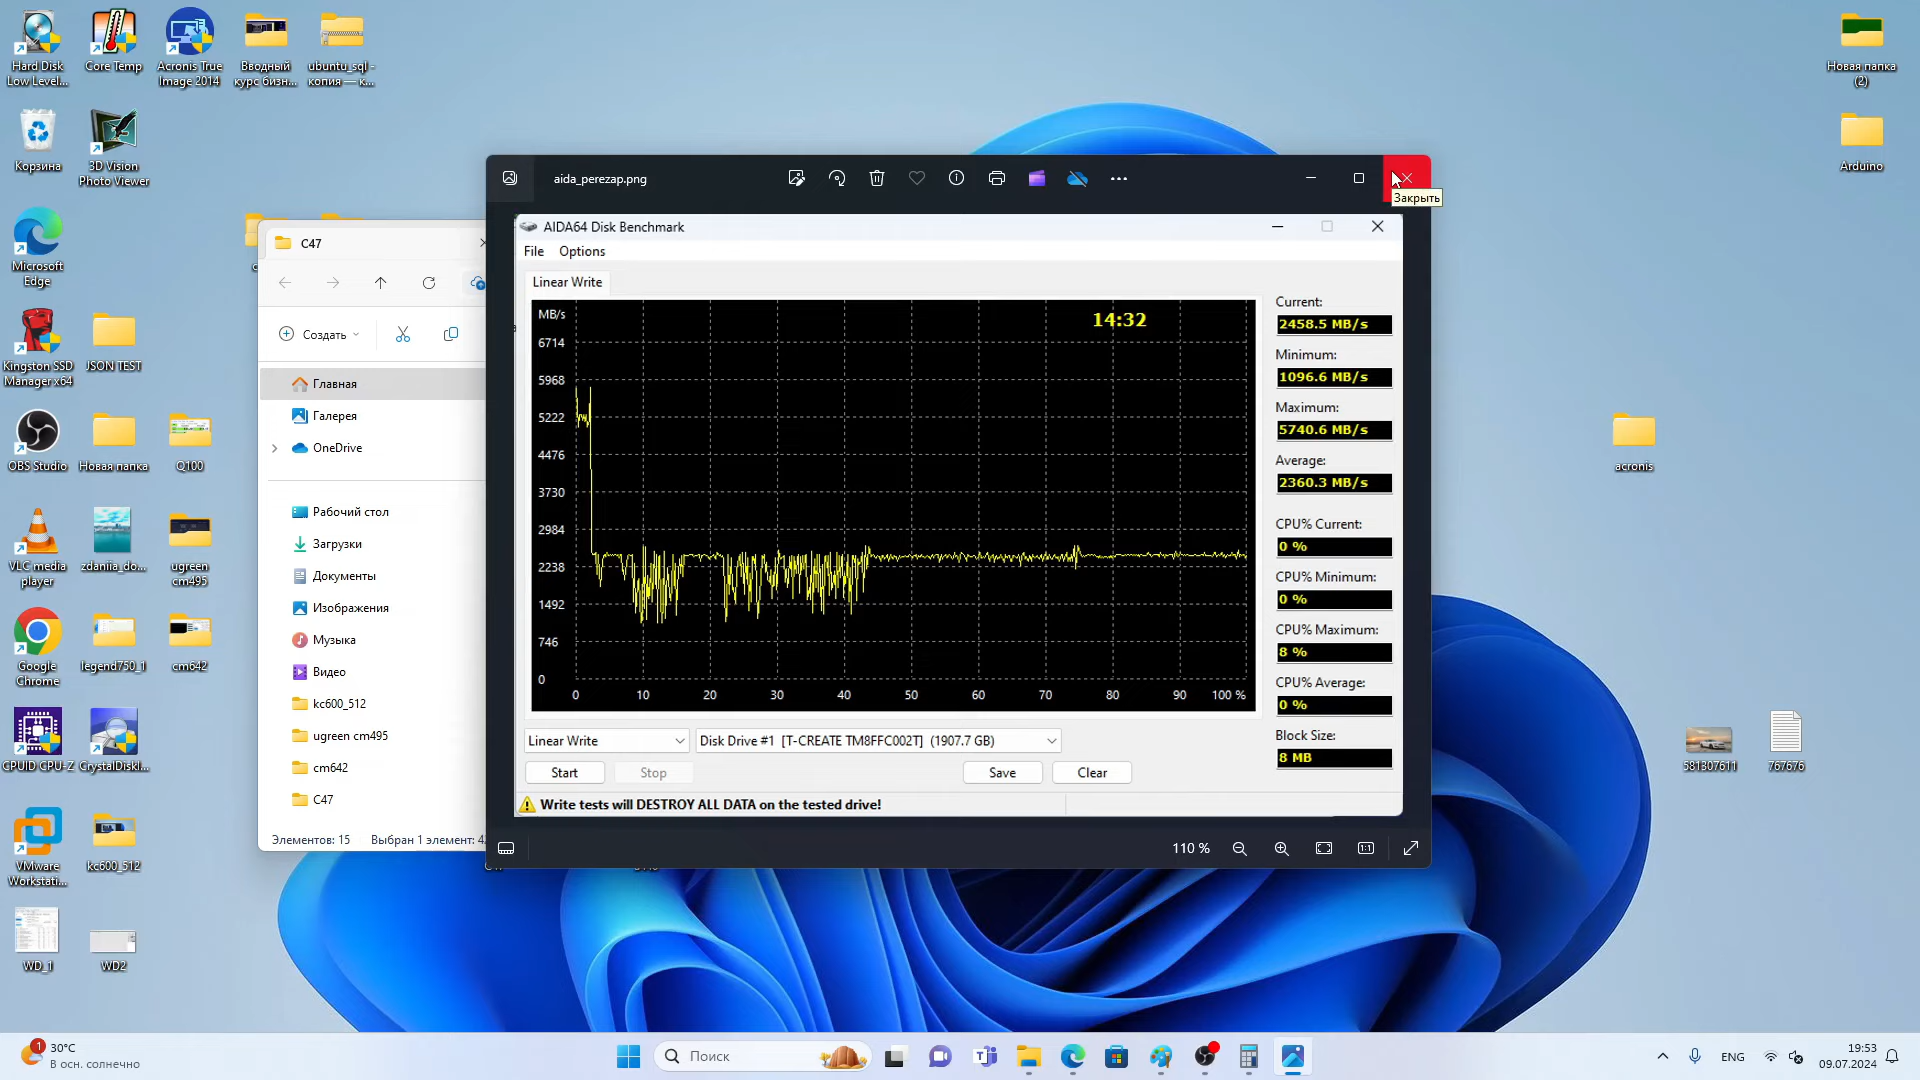 Hard Disk
Low Level...
Core Temp
Acronis True
Image 2014
Вводный
курс бизн...
ubuntu_sql -
копия — к...
Новая папка
(2)
Корзина
3D Vision
Photo Viewer
Arduino
Microsoft
Edge
Kingston SSD
Manager x64
JSON TEST
OBS Studio
Новая папка
Q100
VLC media
player
zdaniia_do...
ugreen
cm495
Google
Chrome
legend750_1
cm642
CPUID CPU-Z
CrystalDiskI...
VMware
Workstati...
kc600_512
WD_1
WD2
acronis
581307611
767676
C47
Создать
Главная
Галерея
OneDrive
Рабочий стол
Загрузки
Документы
Изображения
Музыка
Видео
kc600_512
ugreen cm495
cm642
C47
Элементов: 15
Выбран 1 элемент: 4
aida_perezap.png
Закрыть
AIDA64 Disk Benchmark
File Options
Linear Write
MB/s
14:32
6714
5968
5222
4476
3730
2984
2238
1492
746
0
0 10 20 30 40 50 60 70 80 90 100 %
Current:
2458.5 MB/s
Minimum:
1096.6 MB/s
Maximum:
5740.6 MB/s
Average:
2360.3 MB/s
CPU% Current:
0 %
CPU% Minimum:
0 %
CPU% Maximum:
8 %
CPU% Average:
0 %
Block Size:
8 MB
Linear Write
Disk Drive #1 [T-CREATE TM8FFC002T] (1907.7 GB)
Start Stop Save Clear
Write tests will DESTROY ALL DATA on the tested drive!
110 %
1:1
1
30°C
В осн. солнечно
Поиск
ENG
19:53
09.07.2024